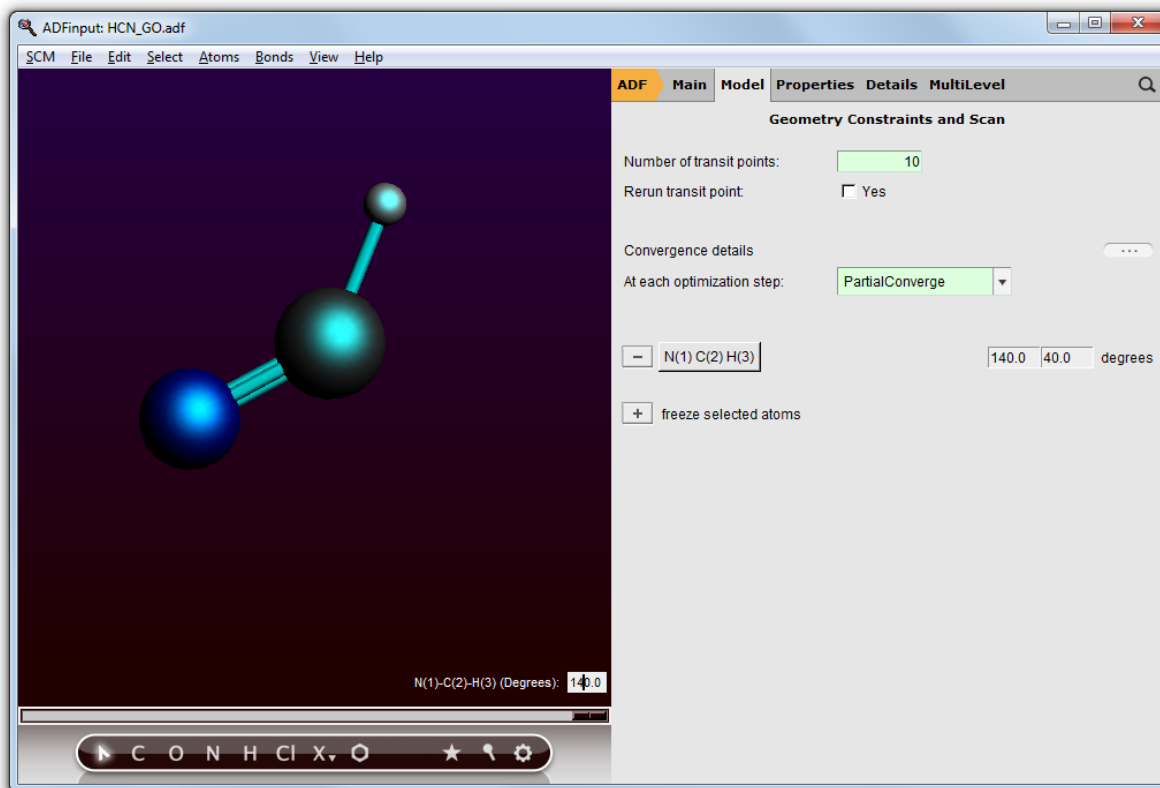 ADFinput: HCN_GO.adf
SCM File Edit Select Atoms Bonds View Help
ADF Main Model Properties Details MultiLevel
Geometry Constraints and Scan
Number of transit points: 10
Rerun transit point: Yes
Convergence details ...
At each optimization step: PartialConverge
− N(1) C(2) H(3) 140.0 40.0 degrees
+ freeze selected atoms
N(1)-C(2)-H(3) (Degrees): 140.0
C O N H Cl X